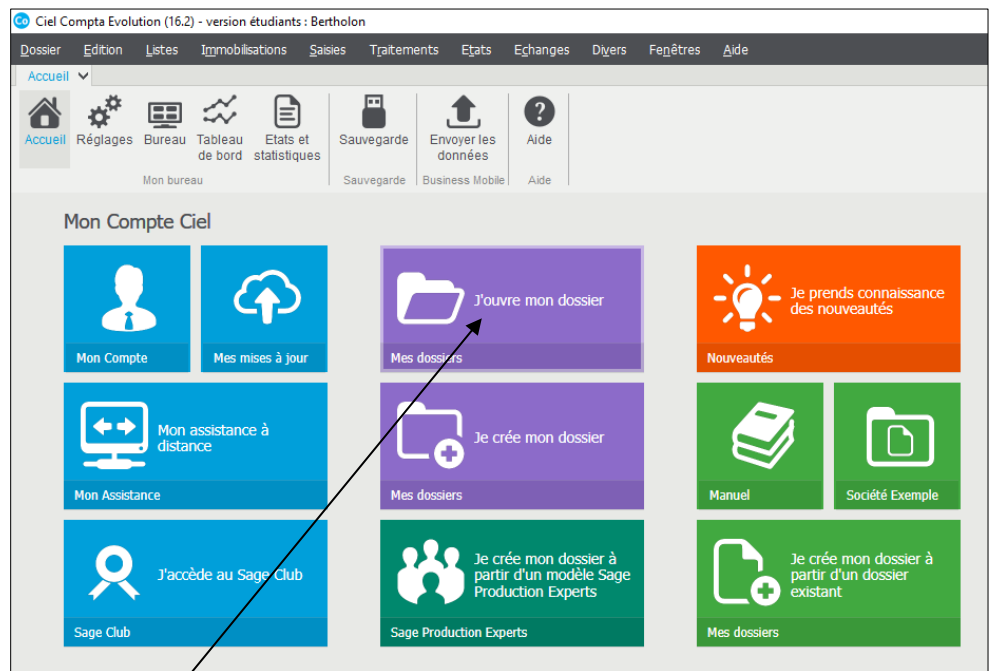 Co Ciel Compta Evolution (16.2) - version étudiants : Bertholon
Dossier Edition Listes Immobilisations Saisies Traitements Etats Echanges Divers Fenêtres Aide
Accueil
Accueil Réglages Bureau Tableau de bord Etats et statistiques Sauvegarde Envoyer les données Aide
Mon bureau Sauvegarde Business Mobile Aide
Mon Compte Ciel
Mon Compte
Mes mises à jour
J'ouvre mon dossier
Mes dossiers
Je prends connaissance
des nouveautés
Nouveautés
Mon assistance à
distance
Mon Assistance
Je crée mon dossier
Mes dossiers
Manuel
Société Exemple
J'accède au Sage Club
Sage Club
Je crée mon dossier à
partir d'un modèle Sage
Production Experts
Sage Production Experts
Je crée mon dossier à
partir d'un dossier
existant
Mes dossiers